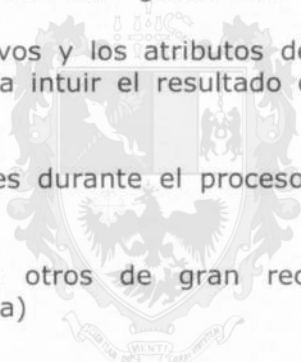 vos y los atributos de
a intuir el resultado
es durante el proceso
otros de gran rec
a)